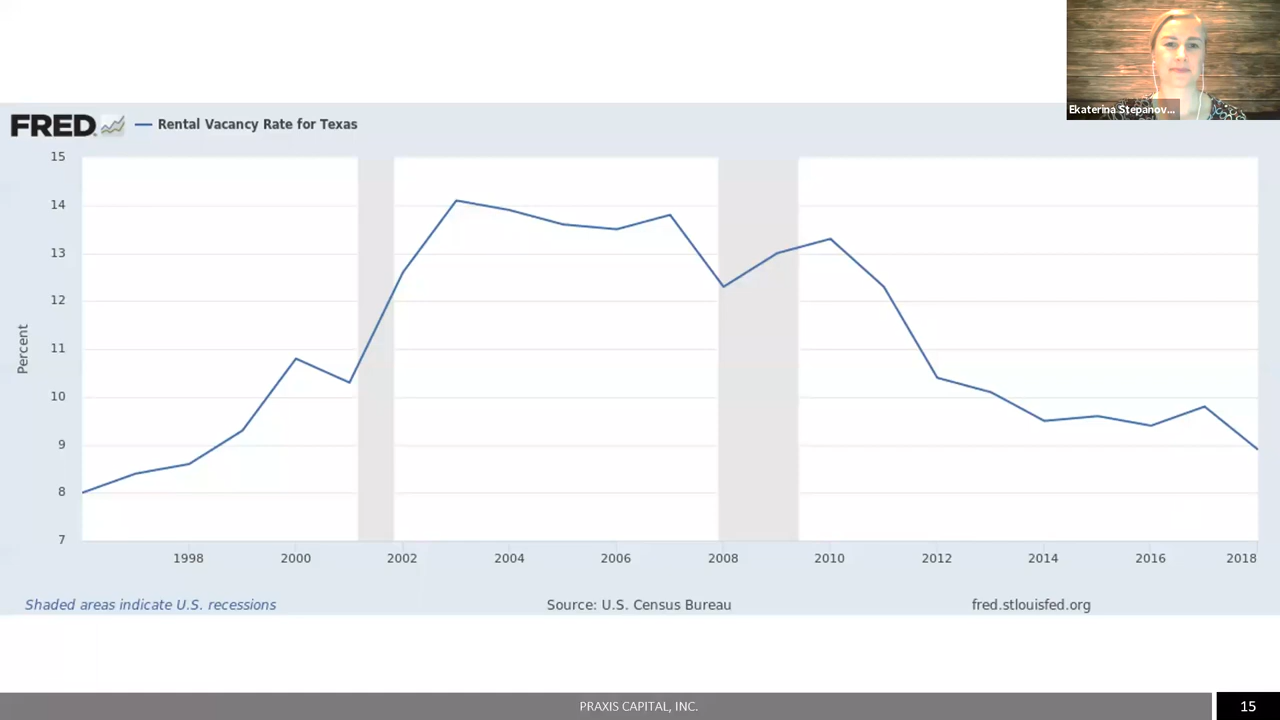 Ekaterina Stepanov...
FRED
Rental Vacancy Rate for Texas
15
14
13
12
11
10
9
8
7
Percent
1998 2000 2002 2004 2006 2008 2010 2012 2014 2016 2018
Shaded areas indicate U.S. recessions Source: U.S. Census Bureau fred.stlouisfed.org
PRAXIS CAPITAL, INC. 15